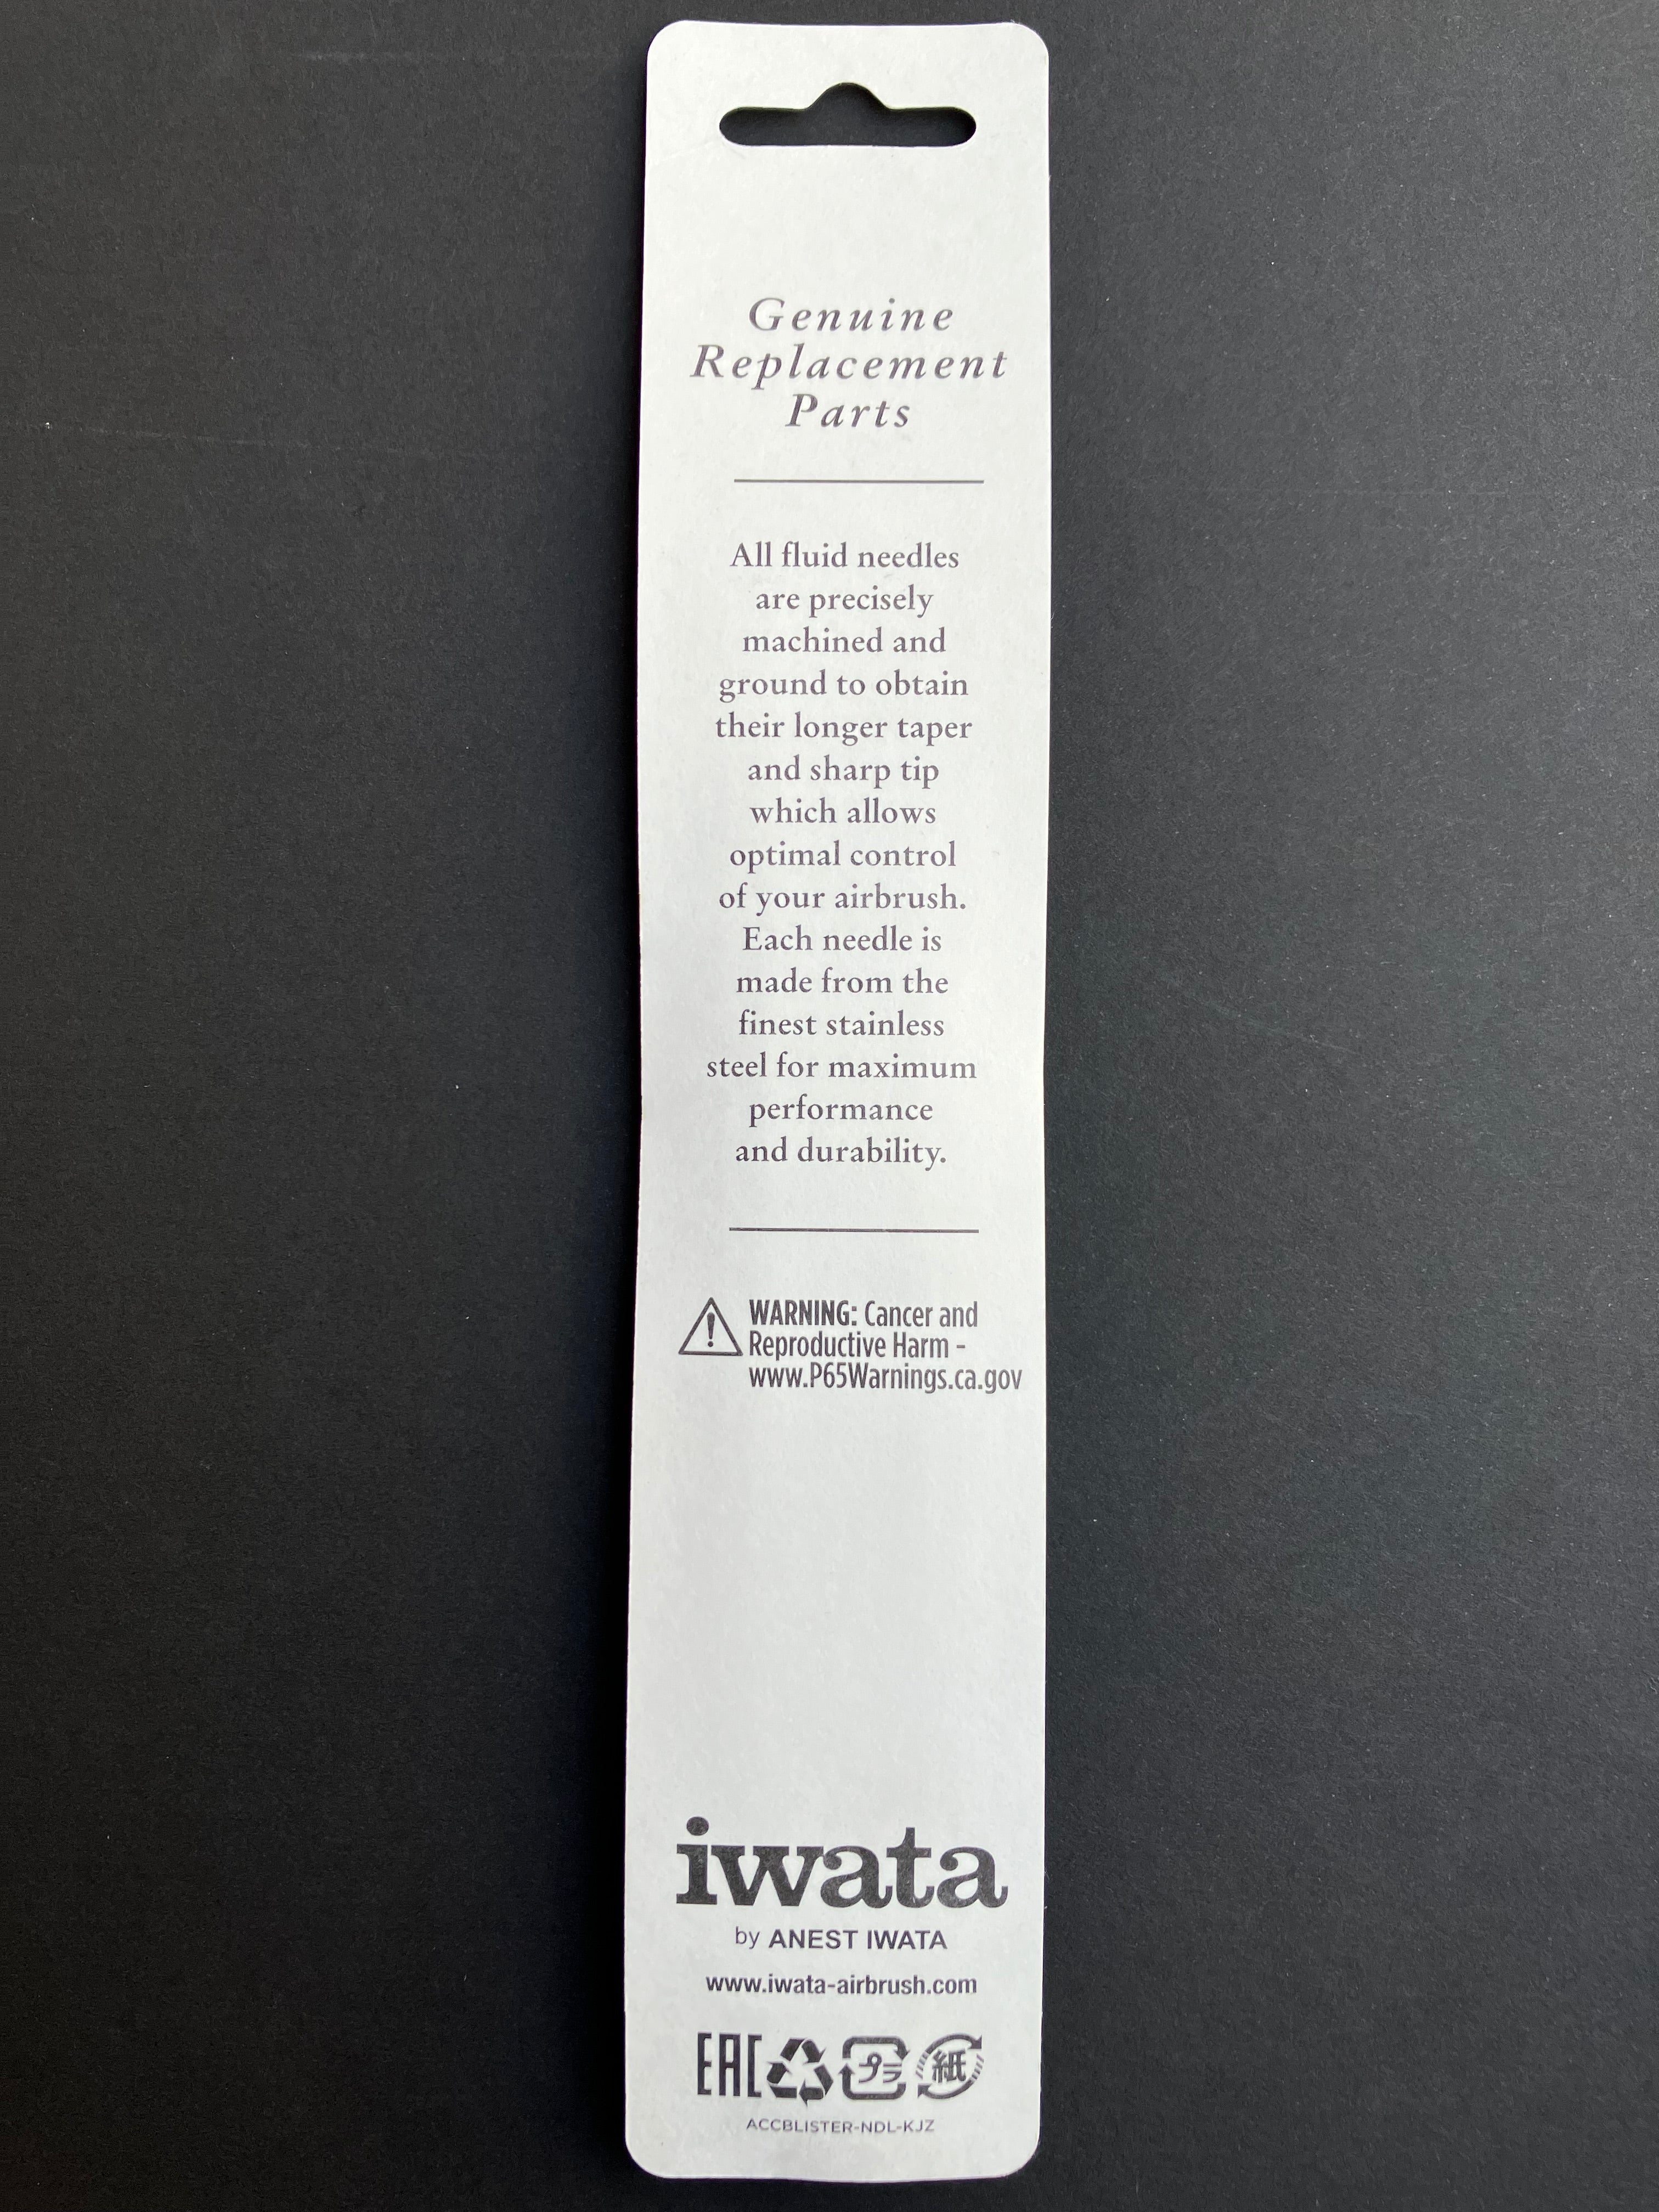 Genuine
Replacement
Parts
All fluid needles
are precisely
machined and
ground to obtain
their longer taper
and sharp tip
which allows
optimal control
of your airbrush.
Each needle is
made from the
finest stainless
steel for maximum
performance
and durability.
WARNING: Cancer and
Reproductive Harm -
www.P65Warnings.ca.gov
iwata
by ANEST IWATA
www.iwata-airbrush.com
EAC プラ 紙
ACCBLISTER-NDL-KJZ